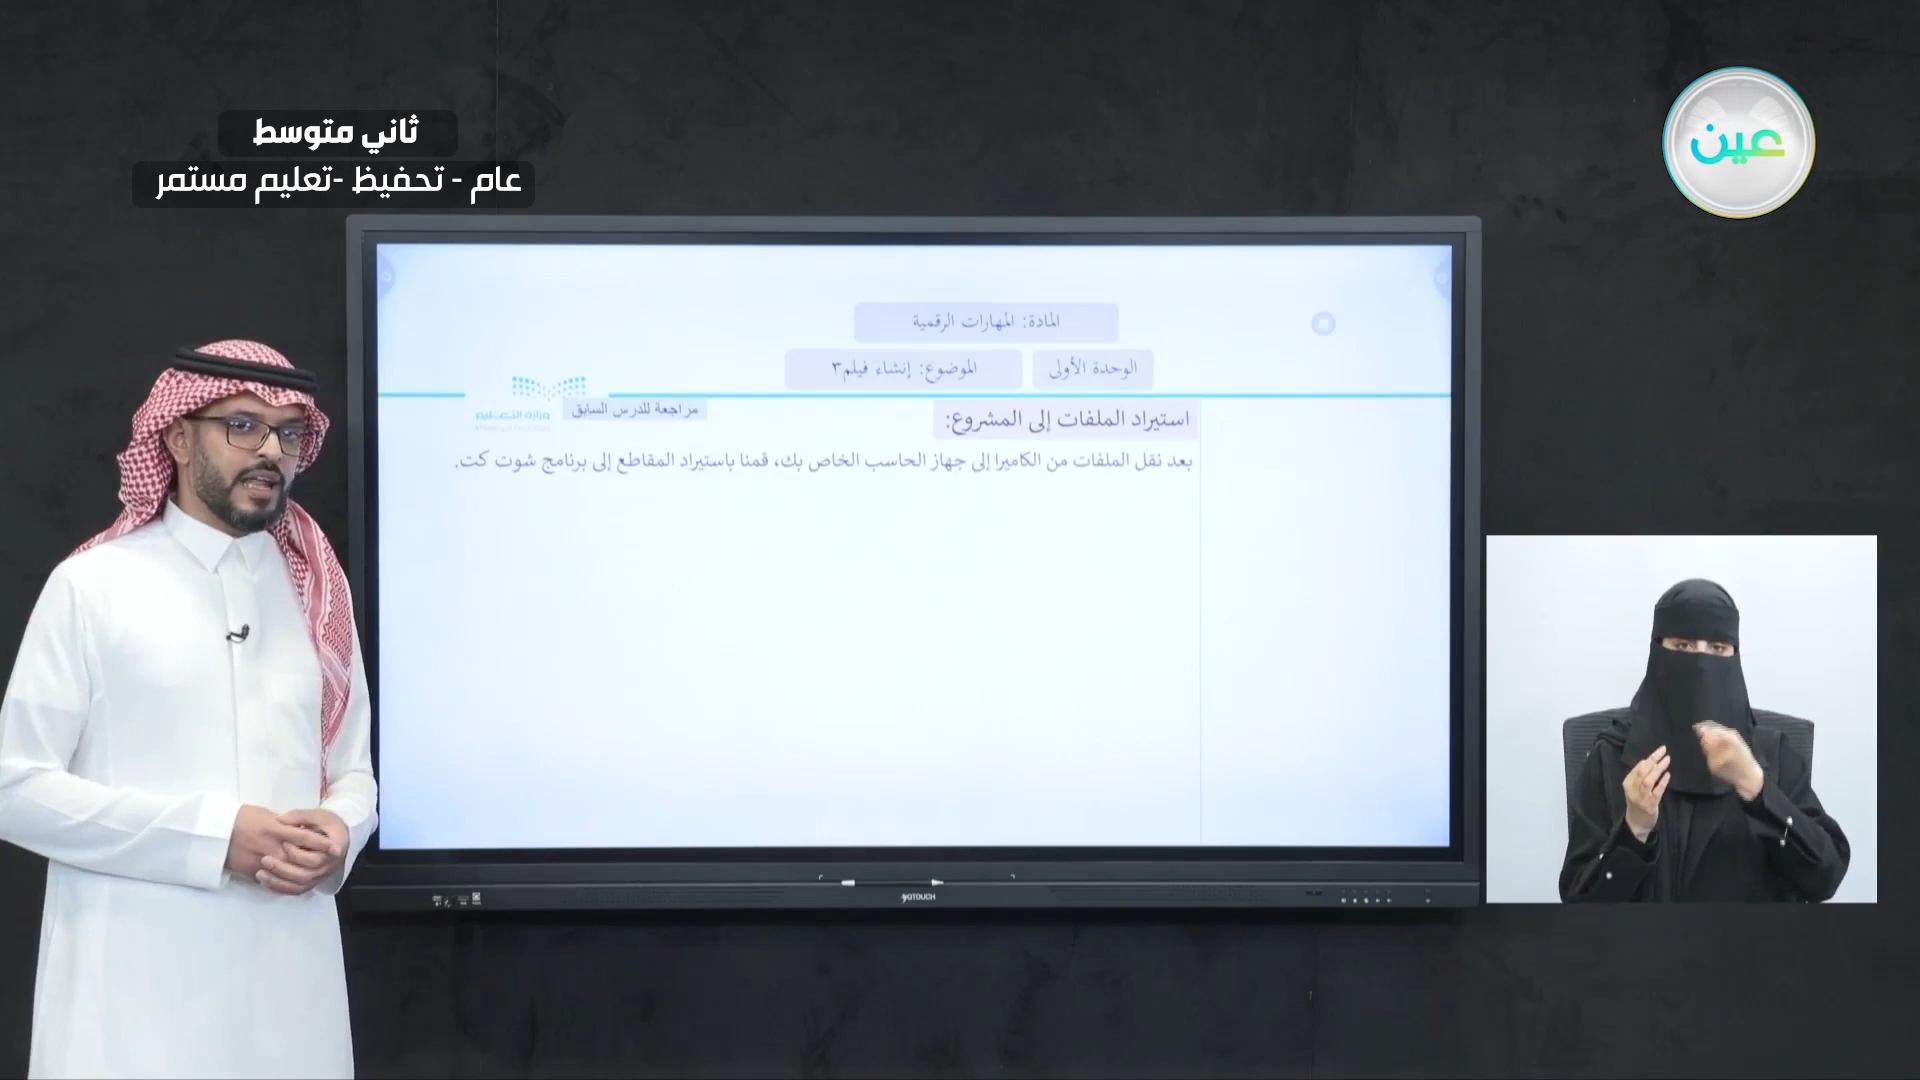 ثاني متوسط
عام - تحفيظ -تعليم مستمر
عين
المادة: المهارات الرقمية
الوحدة الأولى
الموضوع: إنشاء فيلم٣
وزارة التعليم
مراجعة للدرس السابق
استيراد الملفات إلى المشروع:
بعد نقل الملفات من الكاميرا إلى جهاز الحاسب الخاص بك، قمنا باستيراد المقاطع إلى برنامج شوت كت.